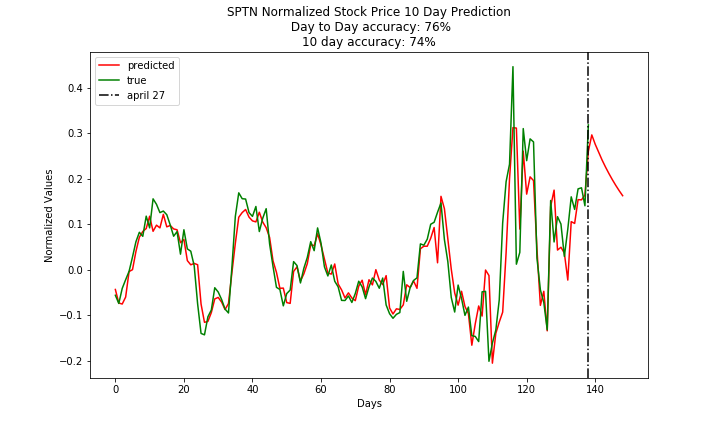 SPTN Normalized Stock Price 10 Day Prediction
Day to Day accuracy: 76%
10 day accuracy: 74%
predicted
true
april 27
Normalized Values
0.4
0.3
0.2
0.1
0.0
−0.1
−0.2
0 20 40 60 80 100 120 140
Days